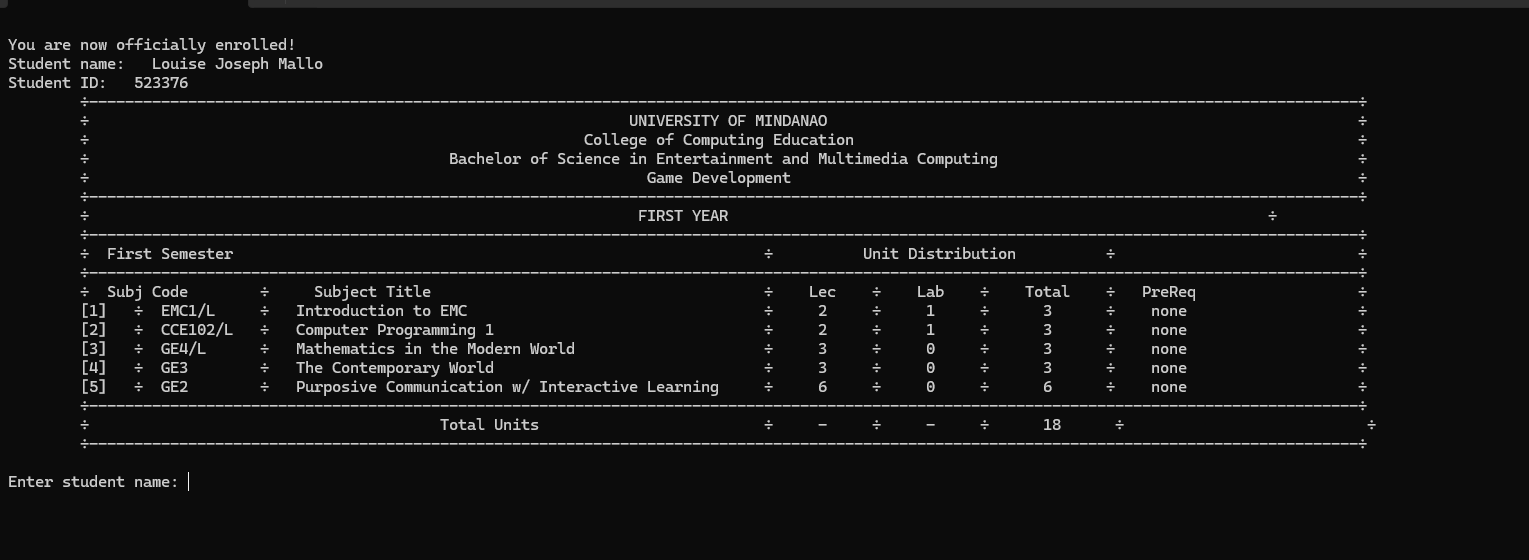 You are now officially enrolled!
Student name:   Louise Joseph Mallo
Student ID:   523376
÷----------------------------------------------------------------------------------------------------------------------------------------------÷
÷ UNIVERSITY OF MINDANAO ÷
÷ College of Computing Education ÷
÷ Bachelor of Science in Entertainment and Multimedia Computing ÷
÷ Game Development ÷
÷----------------------------------------------------------------------------------------------------------------------------------------------÷
÷ FIRST YEAR ÷
÷----------------------------------------------------------------------------------------------------------------------------------------------÷
÷ First Semester ÷ Unit Distribution ÷ ÷
÷----------------------------------------------------------------------------------------------------------------------------------------------÷
÷ Subj Code ÷ Subject Title ÷ Lec ÷ Lab ÷ Total ÷ PreReq ÷
[1] ÷ EMC1/L ÷ Introduction to EMC ÷ 2 ÷ 1 ÷ 3 ÷ none ÷
[2] ÷ CCE102/L ÷ Computer Programming 1 ÷ 2 ÷ 1 ÷ 3 ÷ none ÷
[3] ÷ GE4/L ÷ Mathematics in the Modern World ÷ 3 ÷ 0 ÷ 3 ÷ none ÷
[4] ÷ GE3 ÷ The Contemporary World ÷ 3 ÷ 0 ÷ 3 ÷ none ÷
[5] ÷ GE2 ÷ Purposive Communication w/ Interactive Learning ÷ 6 ÷ 0 ÷ 6 ÷ none ÷
÷----------------------------------------------------------------------------------------------------------------------------------------------÷
÷ Total Units ÷ - ÷ - ÷ 18 ÷ ÷
÷----------------------------------------------------------------------------------------------------------------------------------------------÷
Enter student name: